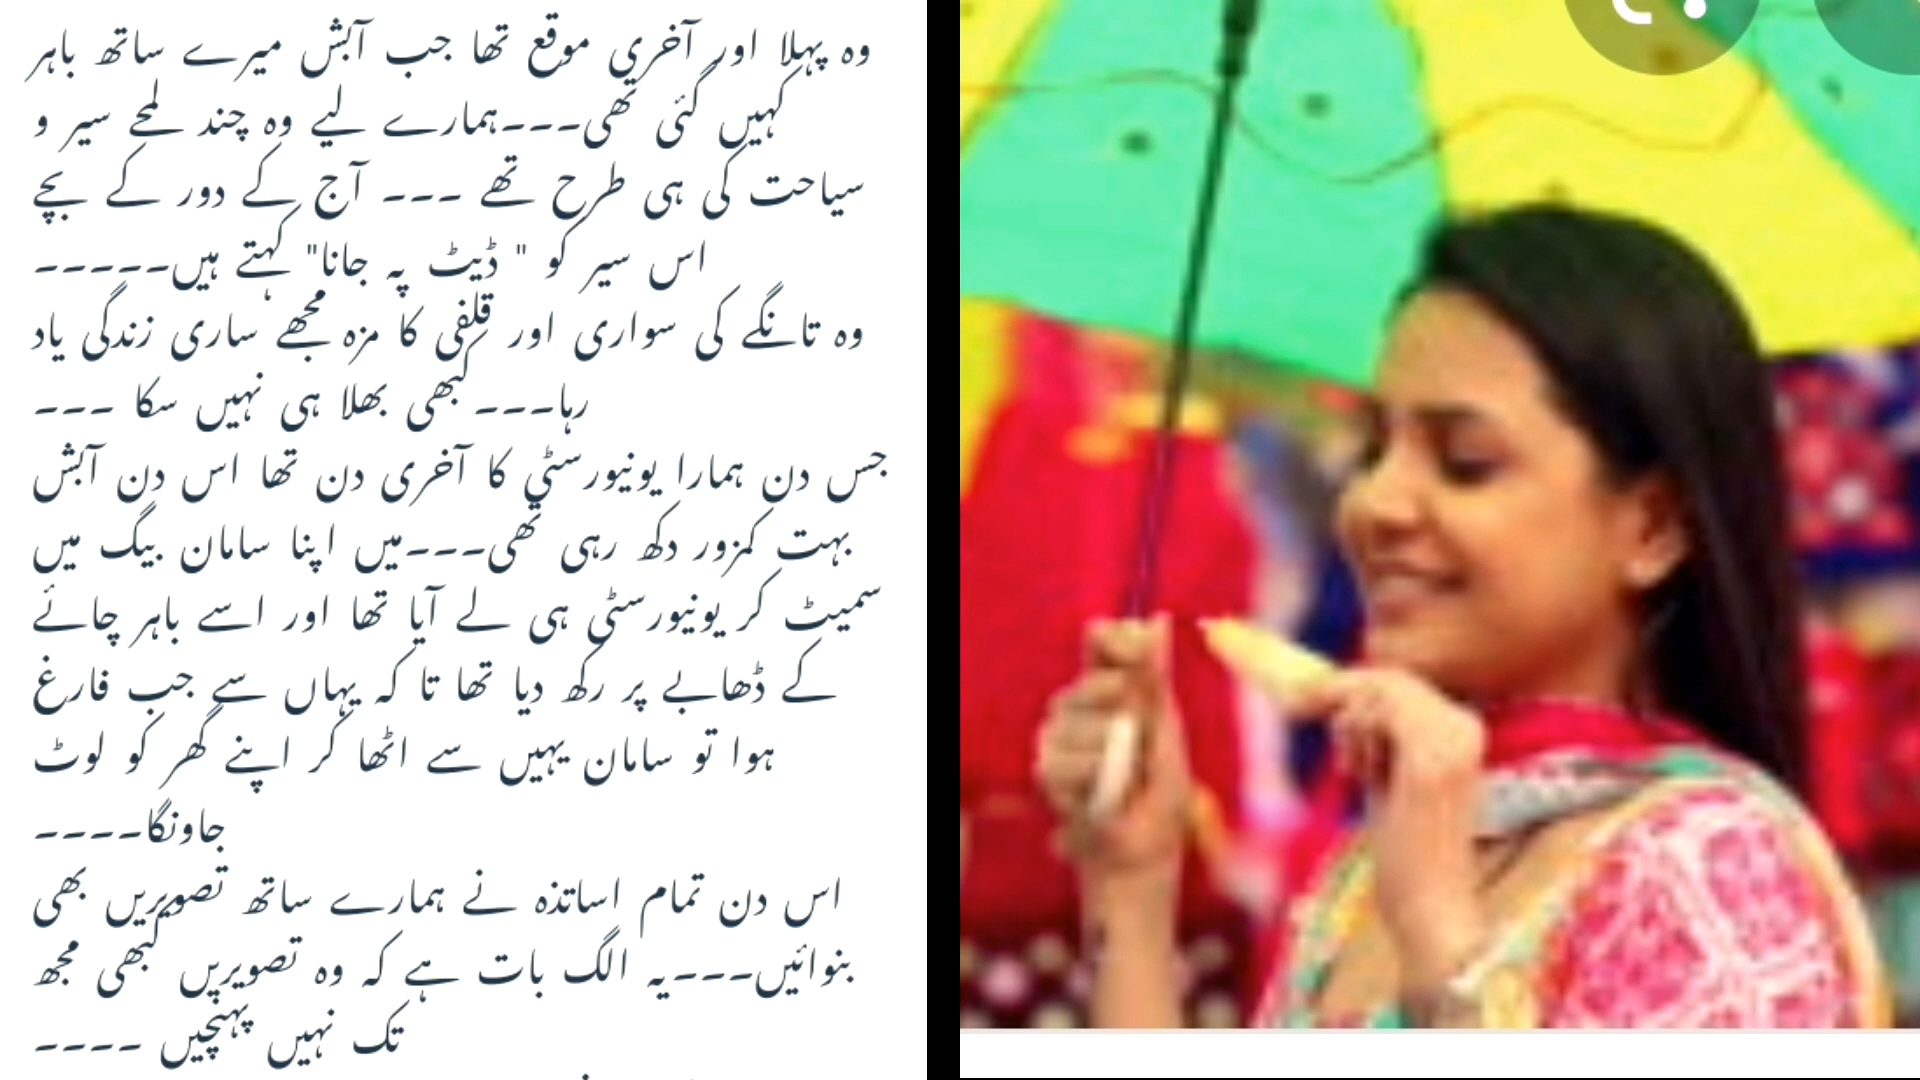 وہ پہلا اور آخری موقع تھا جب آبش میرے ساتھ باہر
کہیں گئی تھی۔۔۔ہمارے لیے وہ چند لمحے سیر و
سیاحت کی ہی طرح تھے ۔۔۔ آج کے دور کے بچے
اس سیر کو " ڈیٹ پہ جانا" کہتے ہیں۔۔۔۔۔
وہ تانگے کی سواری اور قلفی کا مزہ مجھے ساری زندگی یاد
رہا۔۔۔کبھی بھلا ہی نہیں سکا ۔۔۔
جس دن ہمارا یونیورسٹی کا آخری دن تھا اس دن آبش
بہت کمزور دکھ رہی تھی۔۔۔میں اپنا سامان بیگ میں
سمیٹ کر یونیورسٹی ہی لے آیا تھا اور اسے باہر چائے
کے ڈھابے پر رکھ دیا تھا تا کہ یہاں سے جب فارغ
ہوا تو سامان یہیں سے اٹھا کر اپنے گھر کو لوٹ
جاونگا۔۔۔۔
اس دن تمام اساتذہ نے ہمارے ساتھ تصویریں بھی
بنوائیں۔۔۔یہ الگ بات ہے کہ وہ تصویریں کبھی مجھ
تک نہیں پہنچیں ۔۔۔۔